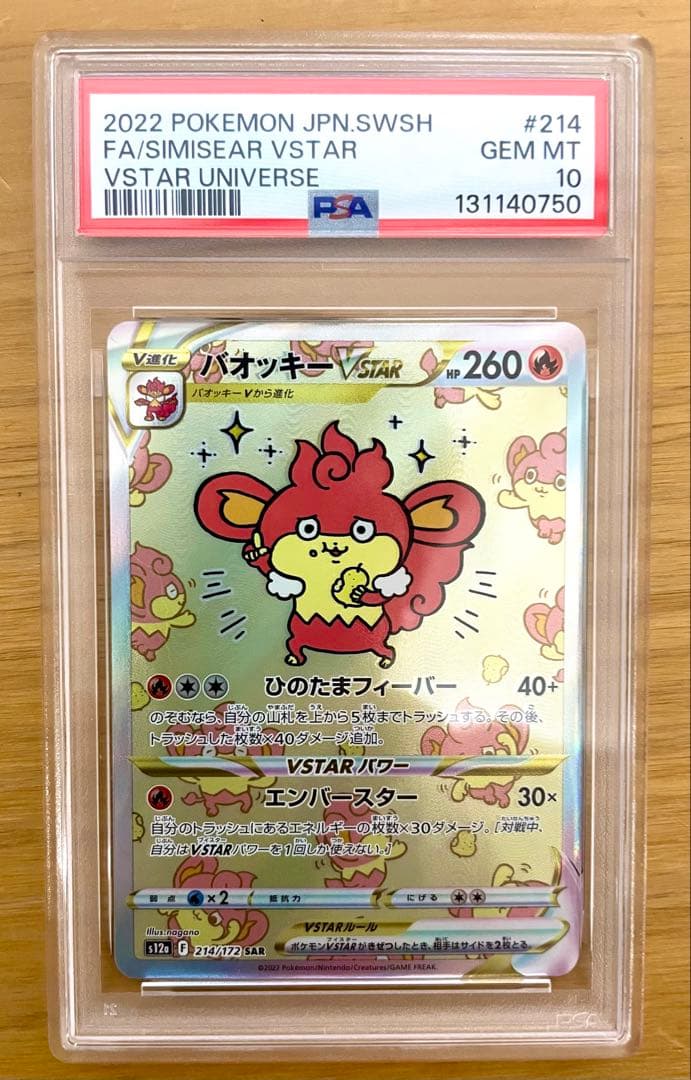 2022 POKEMON JPN.SWSH #214
FA/SIMISEAR VSTAR GEM MT
VSTAR UNIVERSE 10
PSA 131140750
V進化
バオッキー VSTAR HP 260
バオッキーVから進化
ひのたまフィーバー 40+
のぞむなら、自分の山札を上から5枚までトラッシュする。その後、
トラッシュした枚数×40ダメージ追加。
VSTARパワー
エンバースター 30×
自分のトラッシュにあるエネルギーの枚数×30ダメージ。[対戦中、
自分はVSTARパワーを1回しか使えない。]
弱点 ×2 抵抗力 にげる
Illus.nagano
VSTARルール
s12a F 214/172 SAR
ポケモンVSTARがきぜつしたとき、相手はサイドを2枚とる。
©2022 Pokémon/Nintendo/Creatures/GAME FREAK.
PSA